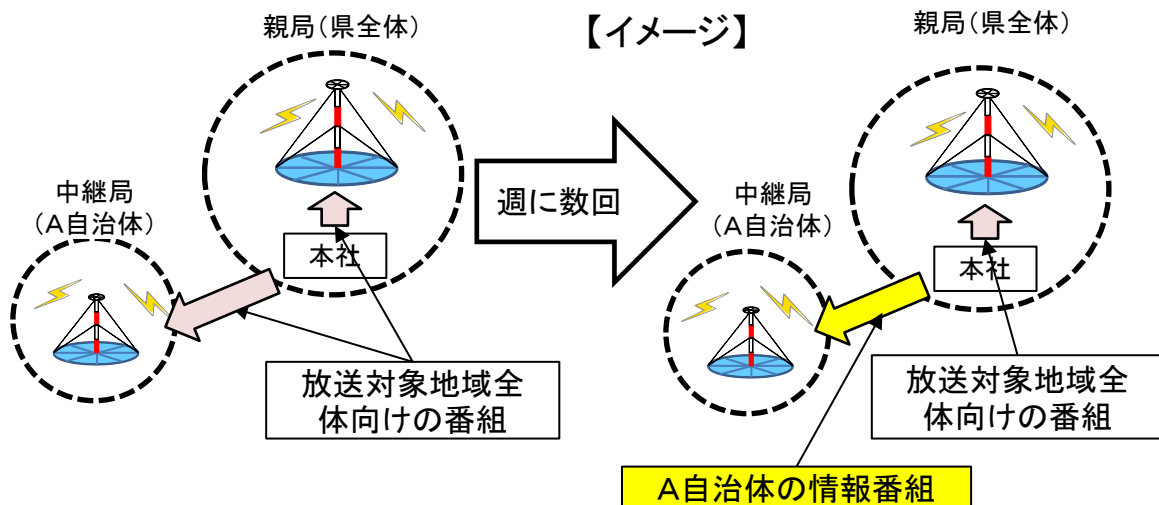 【イメージ】
親局（県全体）
中継局
（Ａ自治体）
本社
放送対象地域全
体向けの番組
週に数回
親局（県全体）
中継局
（Ａ自治体）
本社
放送対象地域全
体向けの番組
Ａ自治体の情報番組